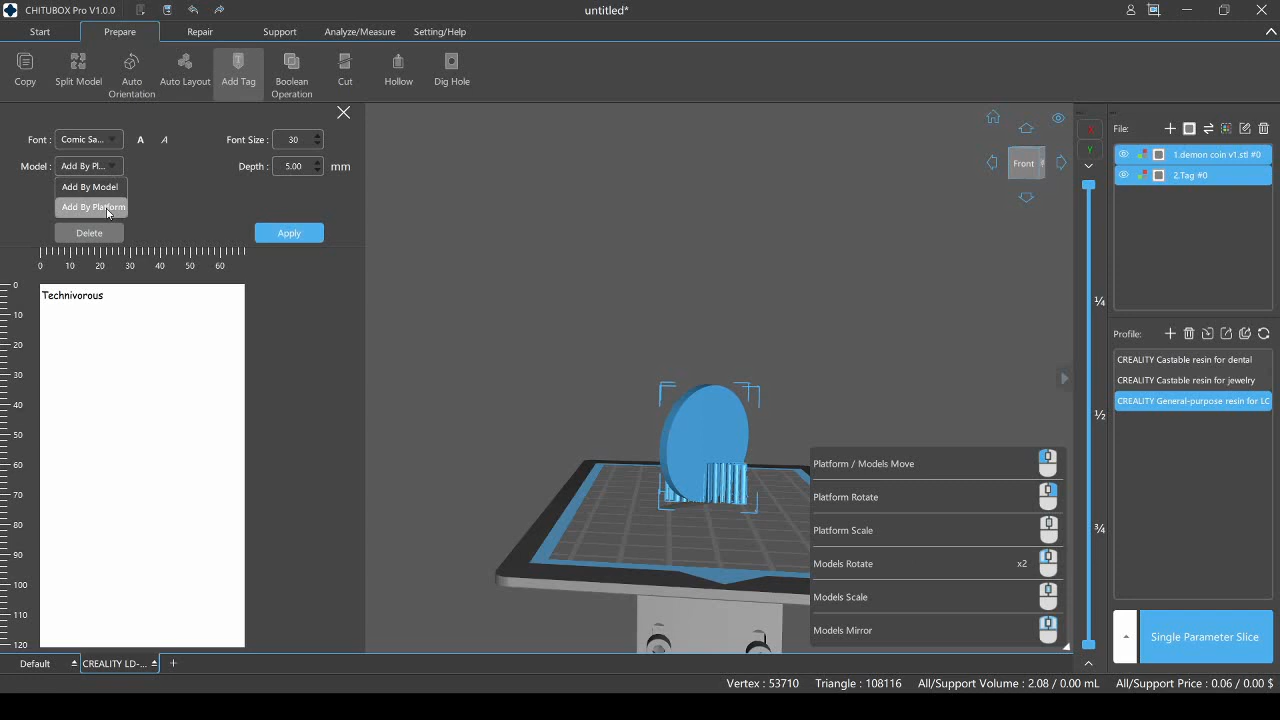 CHITUBOX Pro V1.0.0
untitled*
Start
Prepare
Repair
Support
Analyze/Measure
Setting/Help
Copy
Split Model
Auto
Orientation
Auto Layout
Add Tag
Boolean
Operation
Cut
Hollow
Dig Hole
Font :
Comic Sa...
A
A
Font Size :
30
Model :
Add By Pl...
Depth :
5.00
mm
Add By Model
Add By Platform
Delete
Apply
0 10 20 30 40 50 60
0
10
20
30
40
50
60
70
80
90
100
110
120
Technivorous
Front
X
Y
¼
½
¾
Platform / Models Move
Platform Rotate
Platform Scale
Models Rotate
x2
Models Scale
Models Mirror
File:
1.demon coin v1.stl #0
2.Tag #0
Profile:
CREALITY Castable resin for dental
CREALITY Castable resin for jewelry
CREALITY General-purpose resin for LC
Single Parameter Slice
Default
CREALITY LD-...
Vertex : 53710
Triangle : 108116
All/Support Volume : 2.08 / 0.00 mL
All/Support Price : 0.06 / 0.00 $